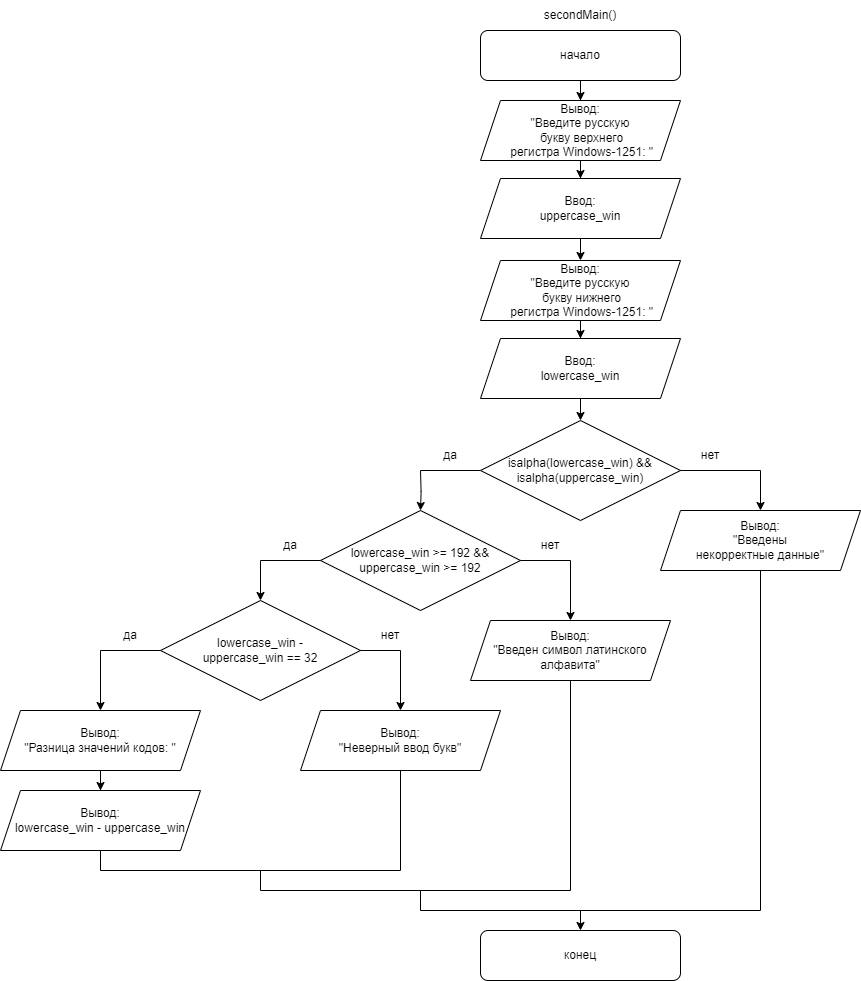 secondMain()
начало
Вывод:
"Введите русскую
букву верхнего
регистра Windows-1251: "
Ввод:
uppercase_win
Вывод:
"Введите русскую
букву нижнего
регистра Windows-1251: "
Ввод:
lowercase_win
isalpha(lowercase_win) &&
isalpha(uppercase_win)
да
нет
lowercase_win >= 192 &&
uppercase_win >= 192
Вывод:
"Введены
некорректные данные"
да
нет
lowercase_win -
uppercase_win == 32
Вывод:
"Введен символ латинского
алфавита"
да
нет
Вывод:
"Разница значений кодов: "
Вывод:
"Неверный ввод букв"
Вывод:
lowercase_win - uppercase_win
конец